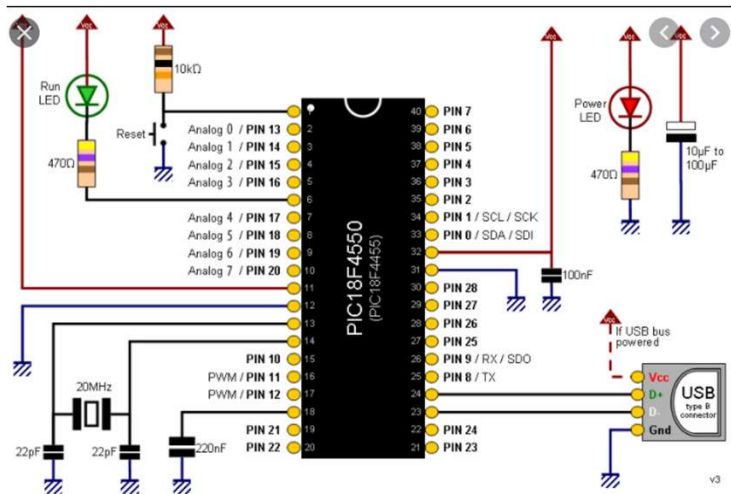 Vcc
Vcc
Vcc
Vcc
Vcc
Vcc
Run
LED
10kΩ
Reset
470Ω
Power
LED
470Ω
10µF to
100µF
100nF
PIC18F4550
(PIC18F4455)
1
2
3
4
5
6
7
8
9
10
11
12
13
14
15
16
17
18
19
20
40
39
38
37
36
35
34
33
32
31
30
29
28
27
26
25
24
23
22
21
Analog 0 / PIN 13
Analog 1 / PIN 14
Analog 2 / PIN 15
Analog 3 / PIN 16
Analog 4 / PIN 17
Analog 5 / PIN 18
Analog 6 / PIN 19
Analog 7 / PIN 20
PIN 10
PWM / PIN 11
PWM / PIN 12
PIN 21
PIN 22
PIN 7
PIN 6
PIN 5
PIN 4
PIN 3
PIN 2
PIN 1 / SCL / SCK
PIN 0 / SDA / SDI
PIN 28
PIN 27
PIN 26
PIN 25
PIN 9 / RX / SDO
PIN 8 / TX
PIN 24
PIN 23
20MHz
22pF
22pF
220nF
If USB bus
powered
Vcc
D+
D-
Gnd
USB
type B
connector
v3